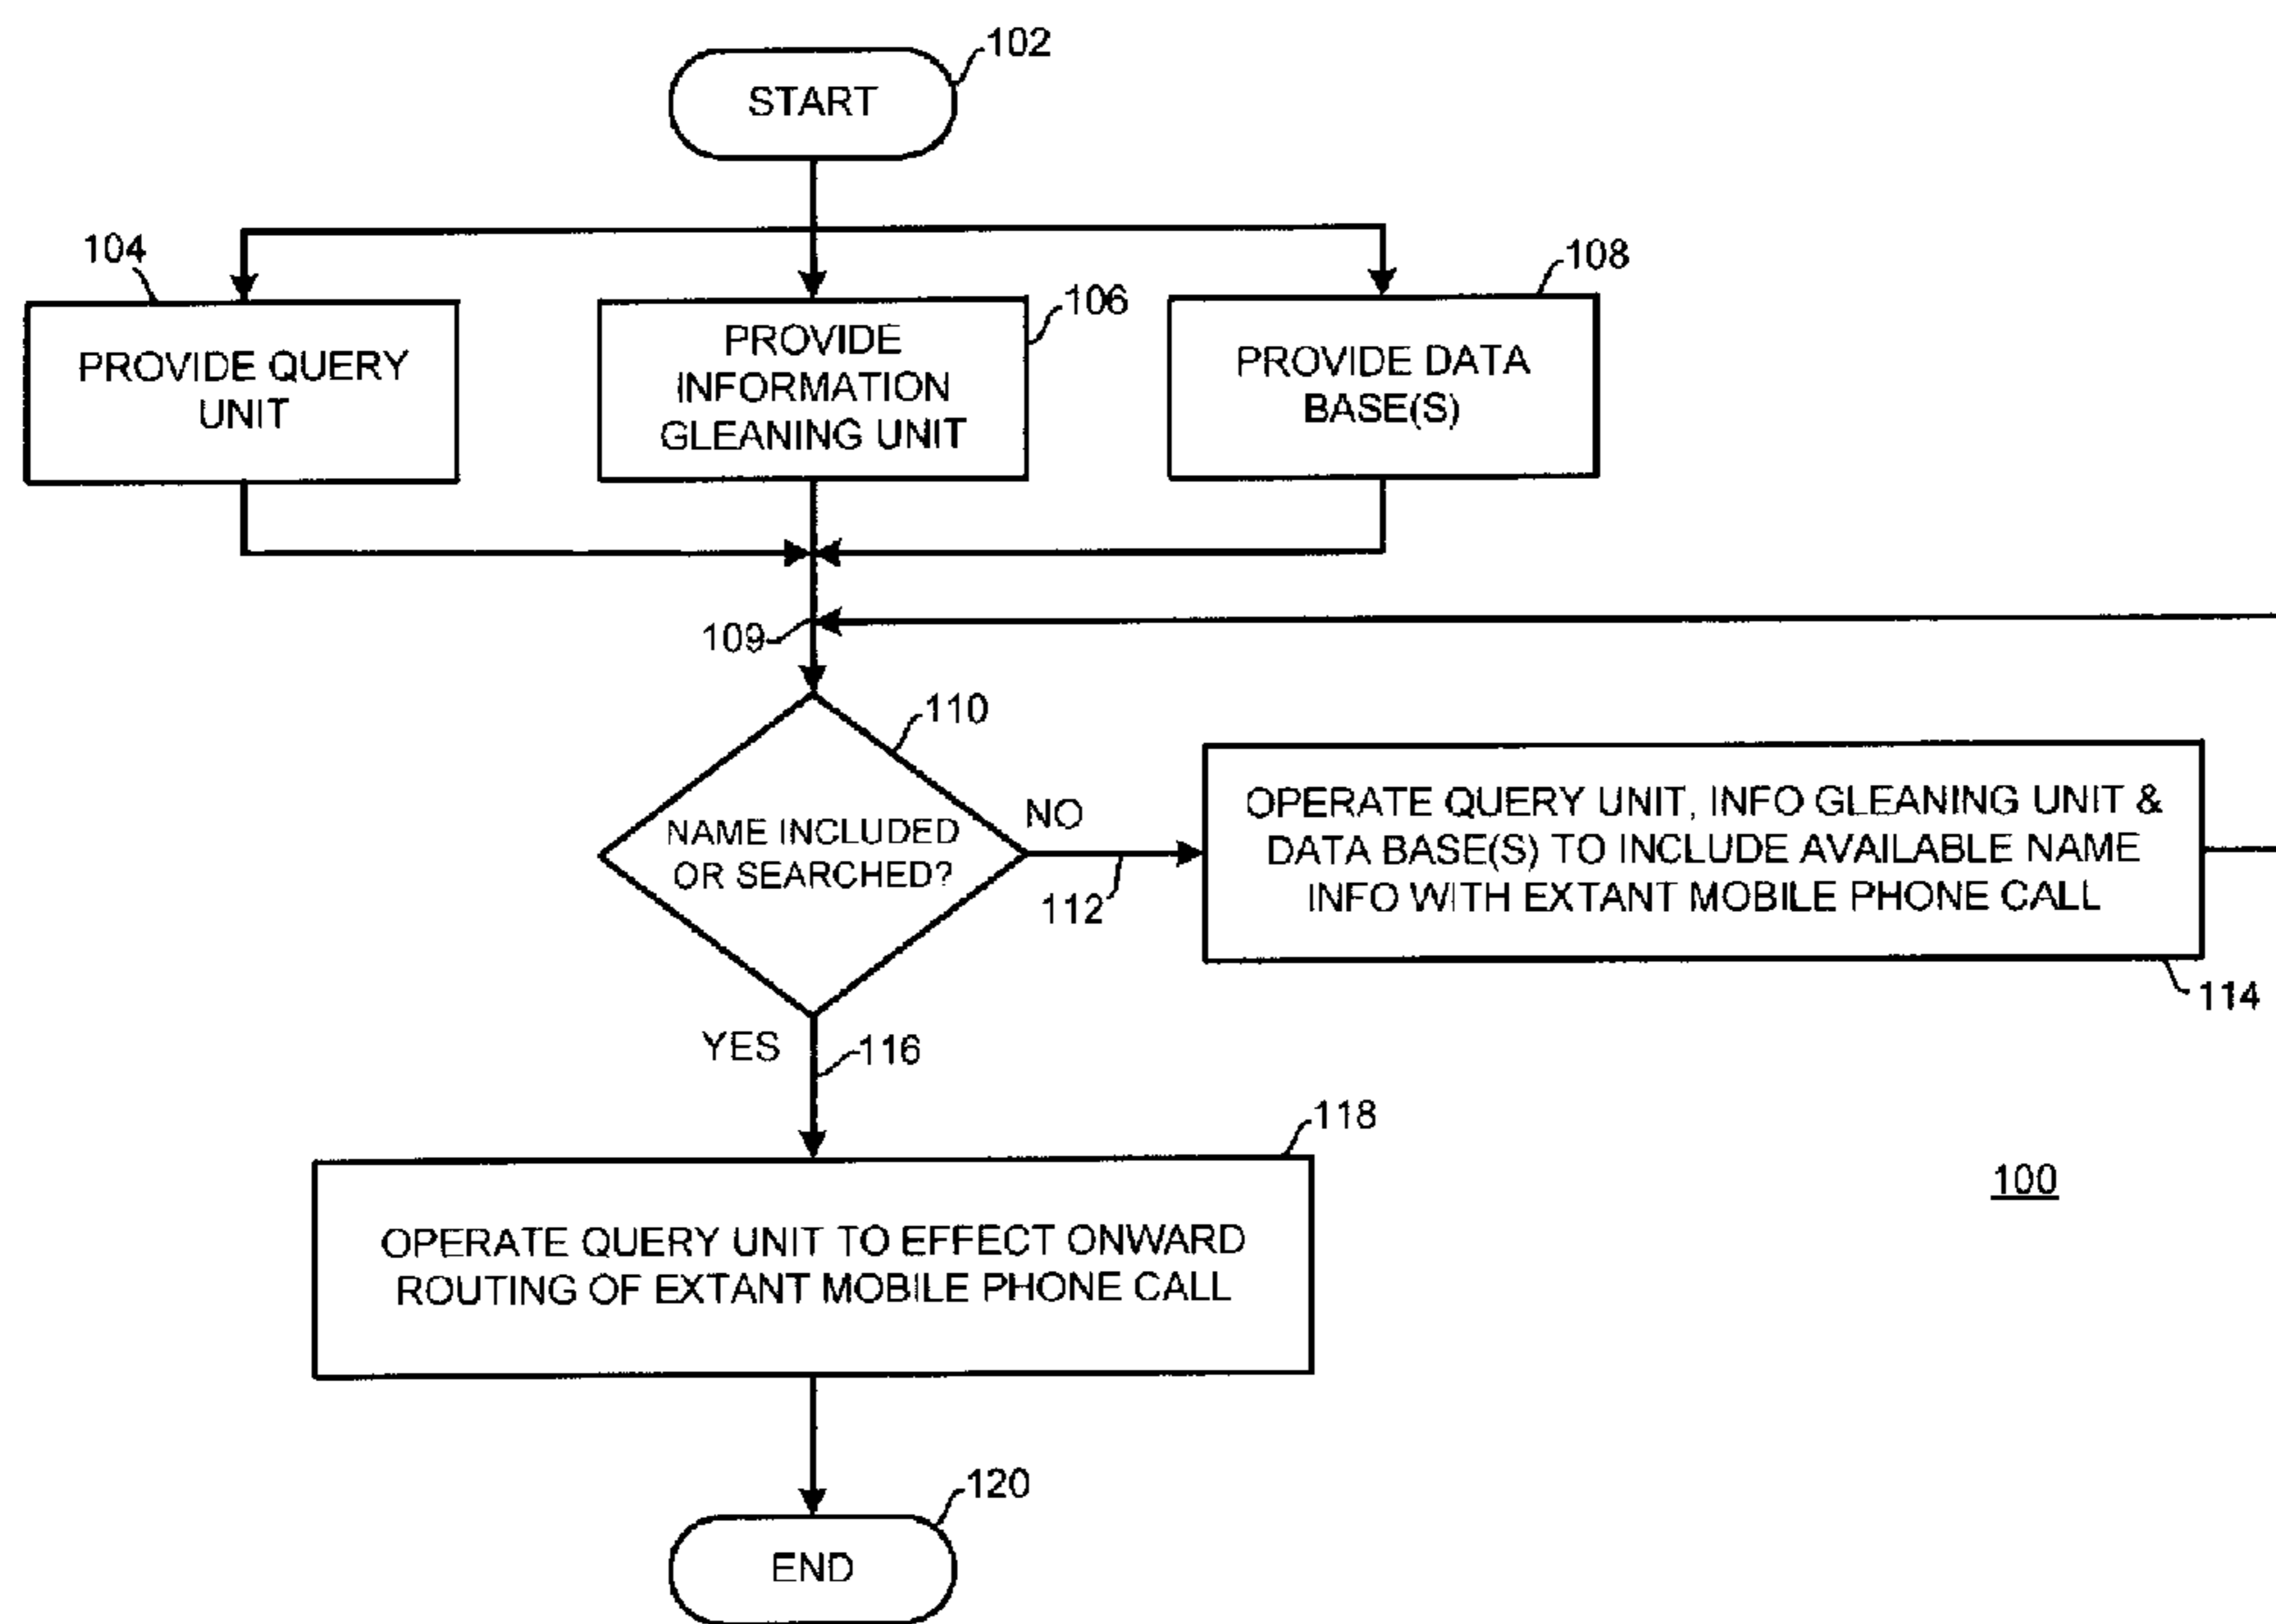 102
START
104
106
108
PROVIDE QUERY
UNIT
PROVIDE
INFORMATION
GLEANING UNIT
PROVIDE DATA
BASE(S)
109
110
NAME INCLUDED
OR SEARCHED?
NO
112
OPERATE QUERY UNIT, INFO GLEANING UNIT &
DATA BASE(S) TO INCLUDE AVAILABLE NAME
INFO WITH EXTANT MOBILE PHONE CALL
114
YES
116
118
OPERATE QUERY UNIT TO EFFECT ONWARD
ROUTING OF EXTANT MOBILE PHONE CALL
100
120
END